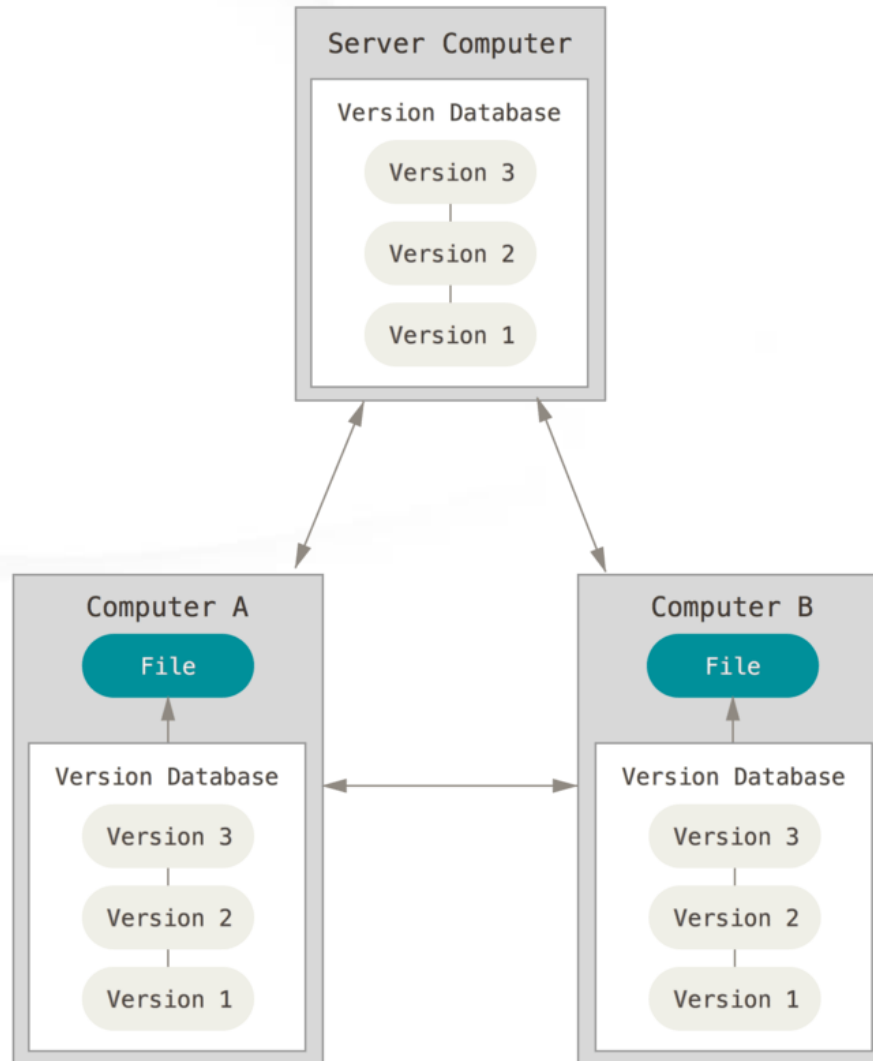 Server Computer
Version Database
Version 3
Version 2
Version 1
Computer A
File
Version Database
Version 3
Version 2
Version 1
Computer B
File
Version Database
Version 3
Version 2
Version 1